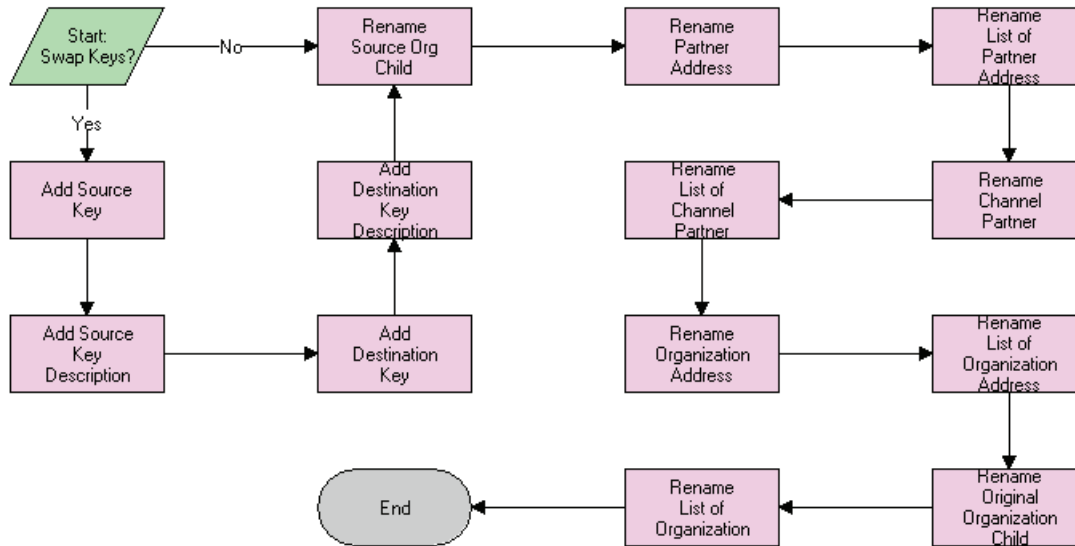 Start:
Swap Keys?
No
Rename
Source Org
Child
Rename
Partner
Address
Rename
List of
Partner
Address
Yes
Add Source
Key
Add
Destination
Key
Description
Rename
List of
Channel
Partner
Rename
Channel
Partner
Add Source
Key
Description
Add
Destination
Key
Rename
Organization
Address
Rename
List of
Organization
Address
End
Rename
List of
Organization
Rename
Original
Organization
Child